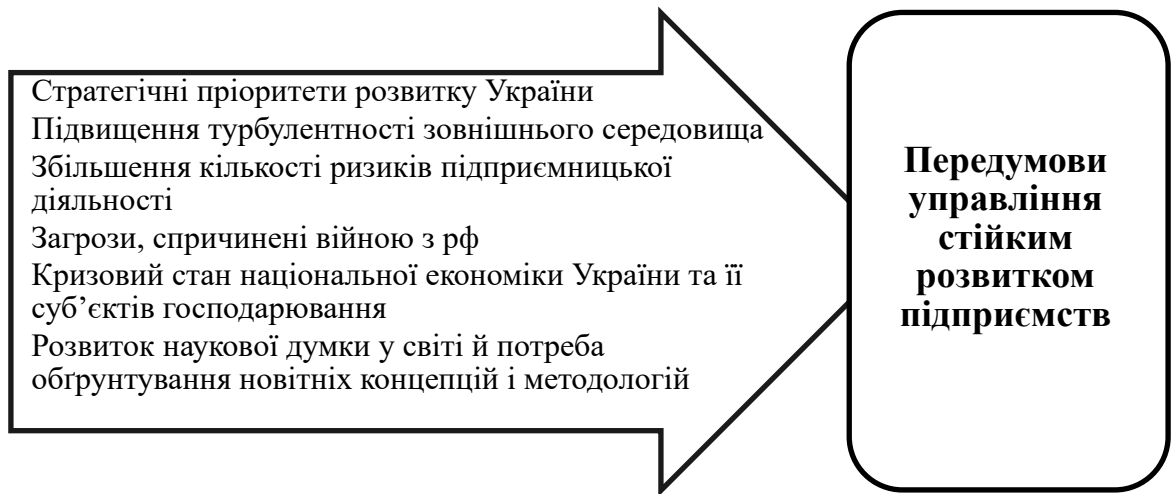 Стратегічні пріоритети розвитку України
Підвищення турбулентності зовнішнього середовища
Збільшення кількості ризиків підприємницької
діяльності
Загрози, спричинені війною з рф
Кризовий стан національної економіки України та її
суб’єктів господарювання
Розвиток наукової думки у світі й потреба
обґрунтування новітніх концепцій і методологій
Передумови
управління
стійким
розвитком
підприємств